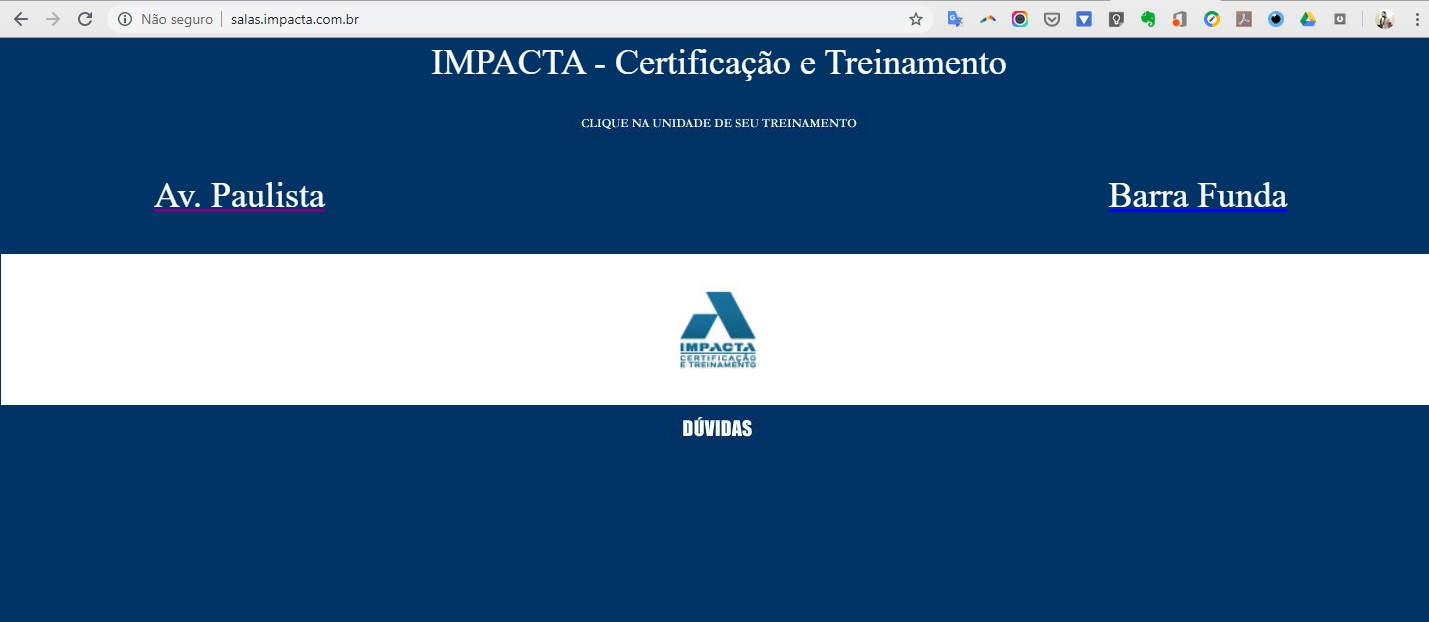 Não seguro | salas.impacta.com.br
IMPACTA - Certificação e Treinamento
CLIQUE NA UNIDADE DE SEU TREINAMENTO
Av. Paulista
Barra Funda
IMPACTA
CERTIFICAÇÃO
E TREINAMENTO
DÚVIDAS